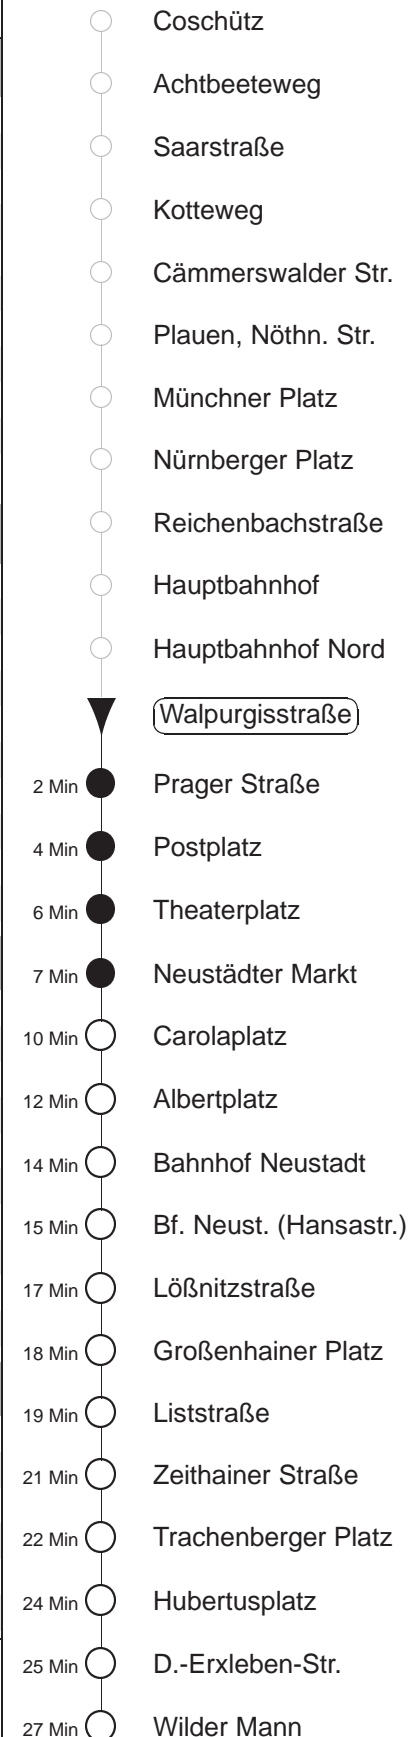 Coschütz
Achtbeeteweg
Saarstraße
Kotteweg
Cämmerswalder Str.
Plauen, Nöthn. Str.
Münchner Platz
Nürnberger Platz
Reichenbachstraße
Hauptbahnhof
Hauptbahnhof Nord
Walpurgisstraße
2 Min Prager Straße
4 Min Postplatz
6 Min Theaterplatz
7 Min Neustädter Markt
10 Min Carolaplatz
12 Min Albertplatz
14 Min Bahnhof Neustadt
15 Min Bf. Neust. (Hansastr.)
17 Min Lößnitzstraße
18 Min Großenhainer Platz
19 Min Liststraße
21 Min Zeithainer Straße
22 Min Trachenberger Platz
24 Min Hubertusplatz
25 Min D.-Erxleben-Str.
27 Min Wilder Mann